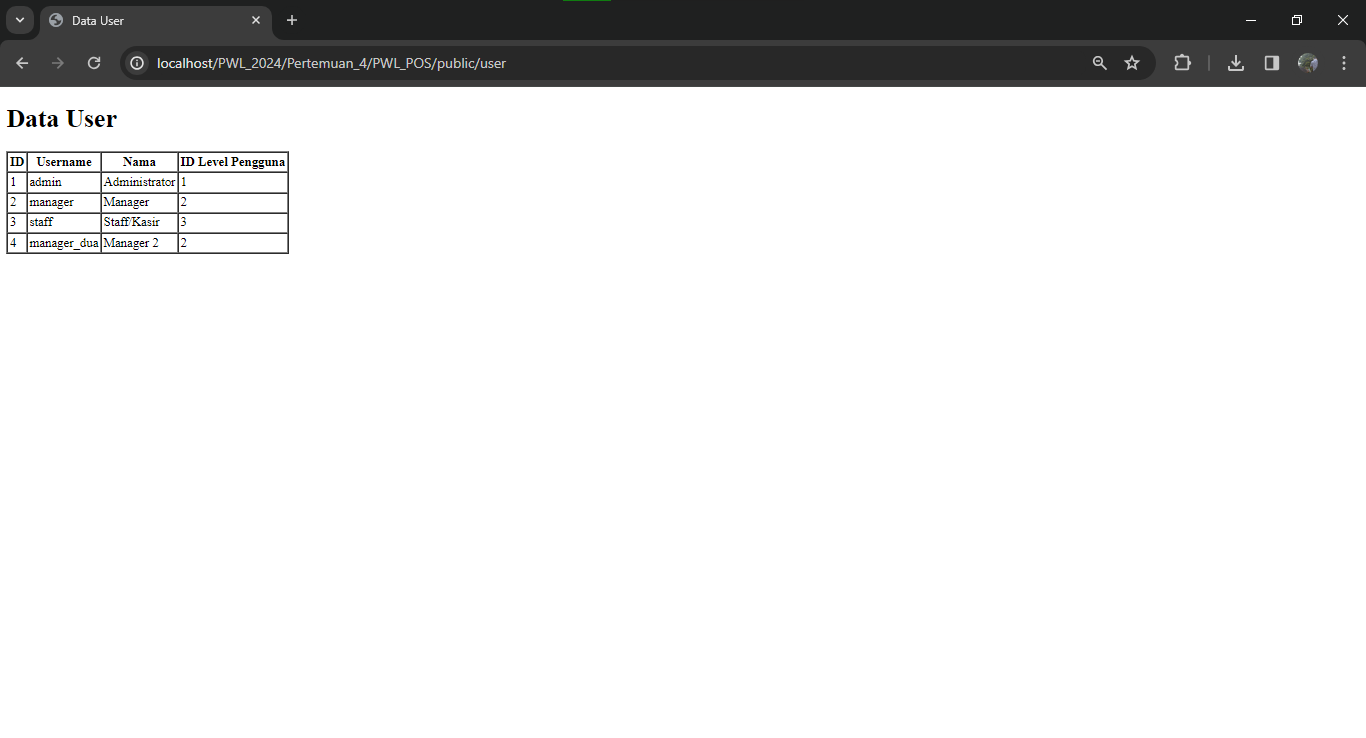 Data User
localhost/PWL_2024/Pertemuan_4/PWL_POS/public/user
Data User
ID Username Nama ID Level Pengguna
1 admin Administrator 1
2 manager Manager 2
3 staff Staff/Kasir 3
4 manager_dua Manager 2 2